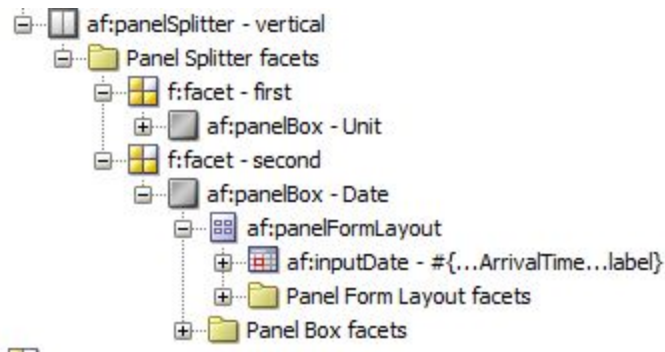 af:panelSplitter - vertical
Panel Splitter facets
f:facet - first
af:panelBox - Unit
f:facet - second
af:panelBox - Date
af:panelFormLayout
af:inputDate - #{...ArrivalTime...label}
Panel Form Layout facets
Panel Box facets